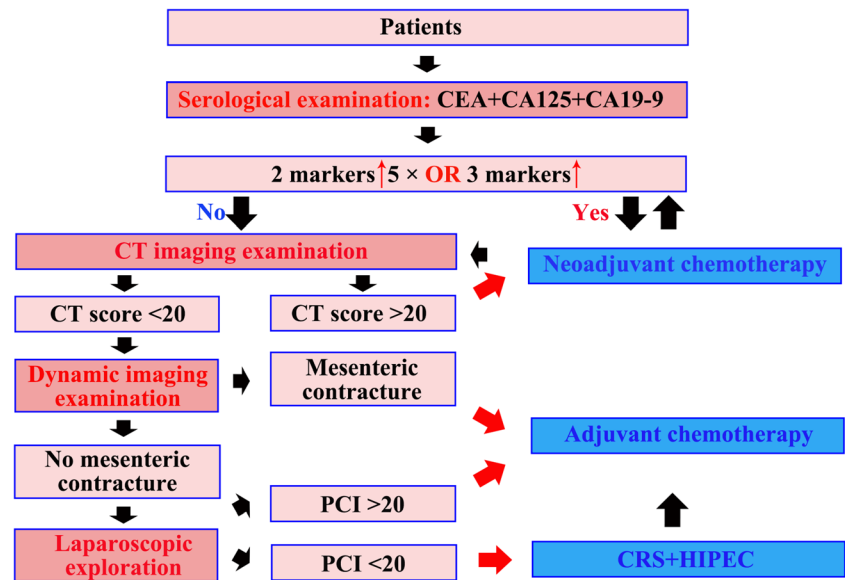 Patients
Serological examination: CEA+CA125+CA19-9
2 markers↑5 × OR 3 markers↑
No
Yes
CT imaging examination
Neoadjuvant chemotherapy
CT score <20
CT score >20
Dynamic imaging
examination
Mesenteric
contracture
Adjuvant chemotherapy
No mesenteric
contracture
PCI >20
Laparoscopic
exploration
PCI <20
CRS+HIPEC